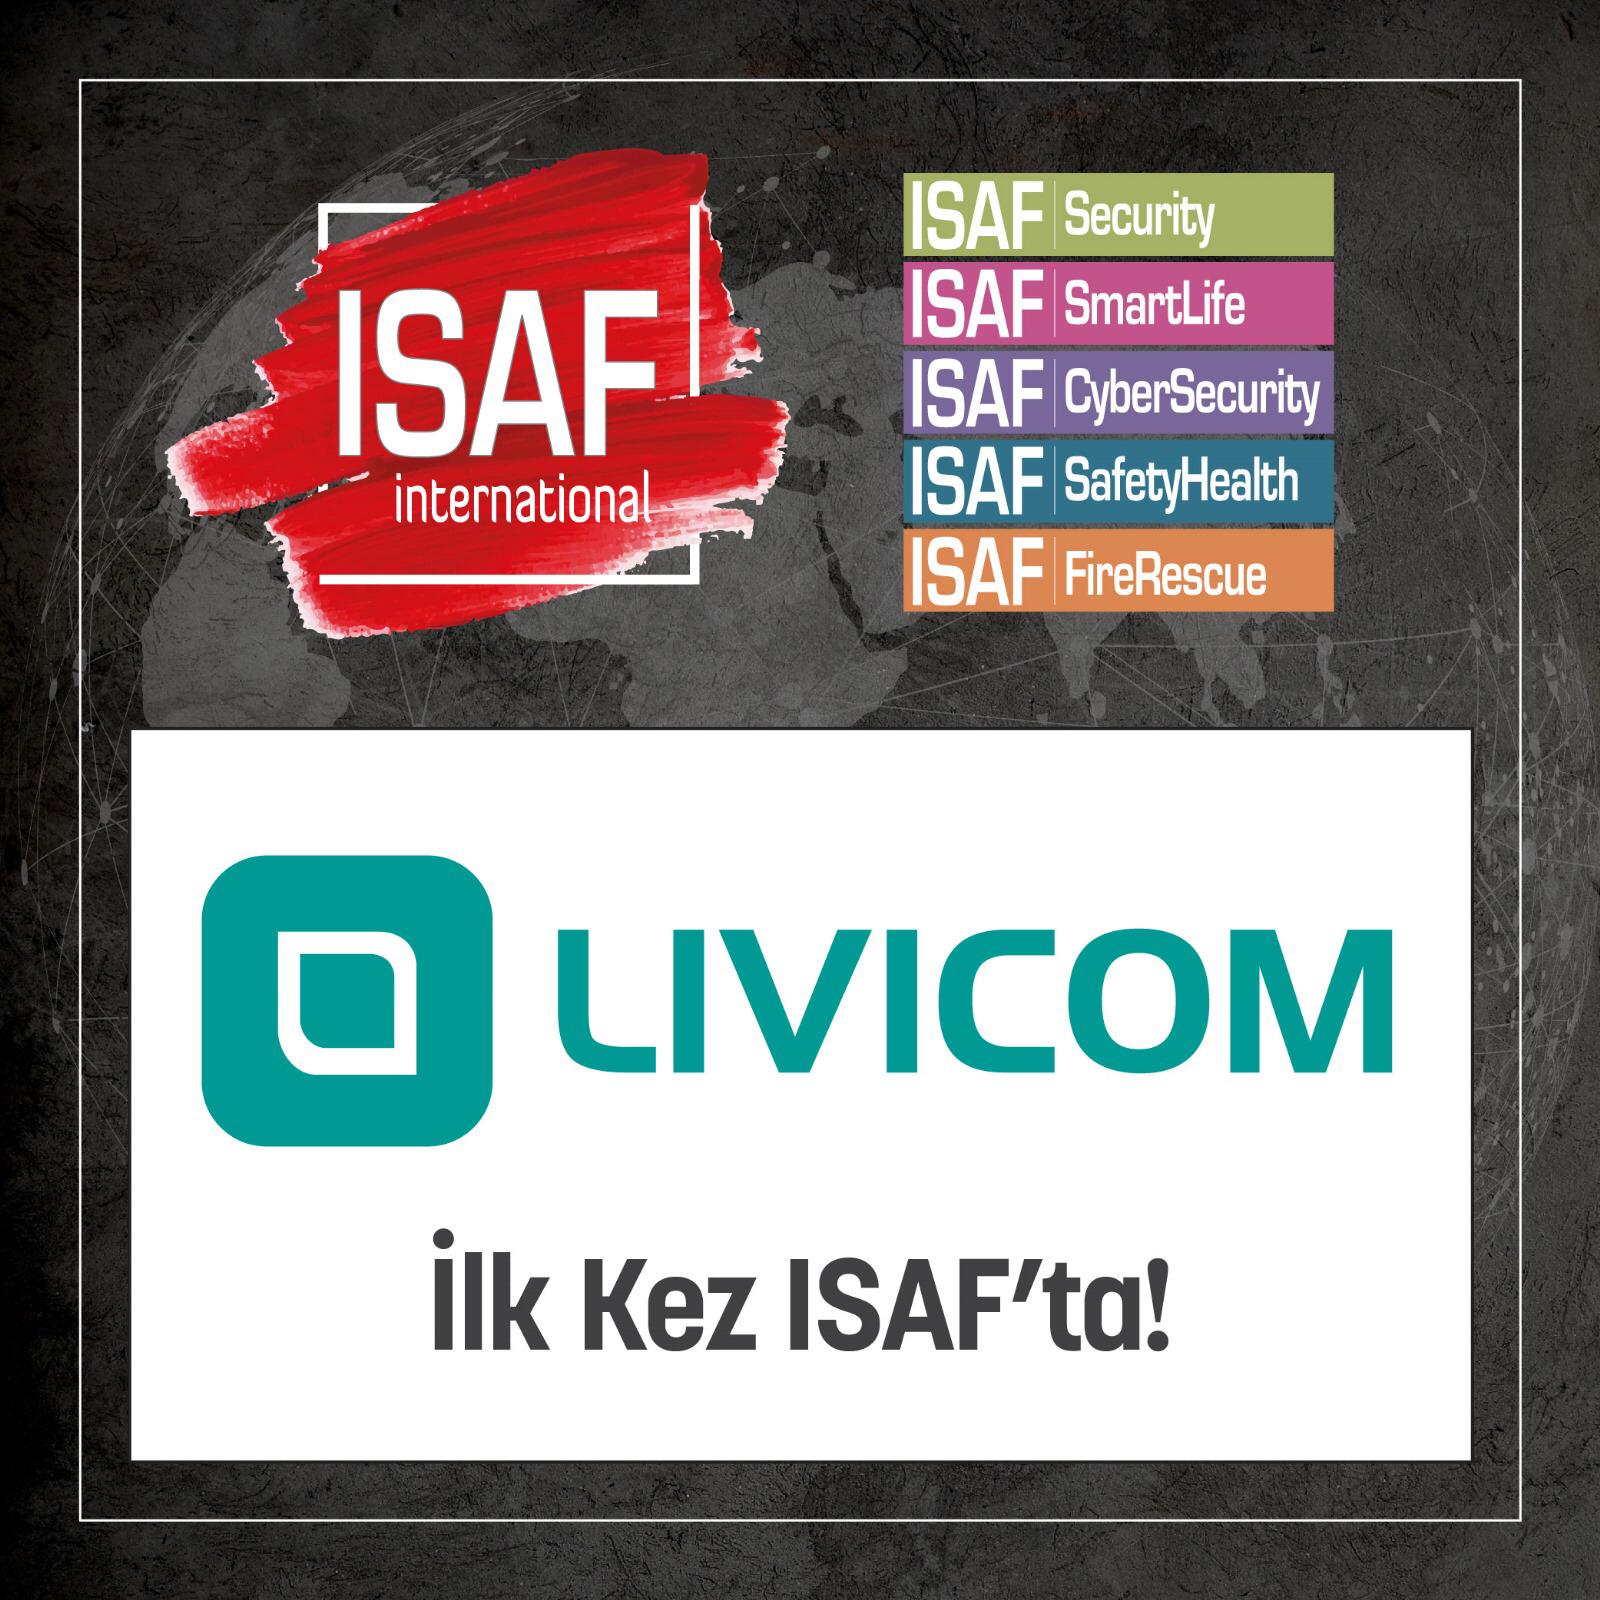 ISAF
international
ISAF Security
ISAF SmartLife
ISAF CyberSecurity
ISAF SafetyHealth
ISAF FireRescue
LIVICOM
İlk Kez ISAF'ta!